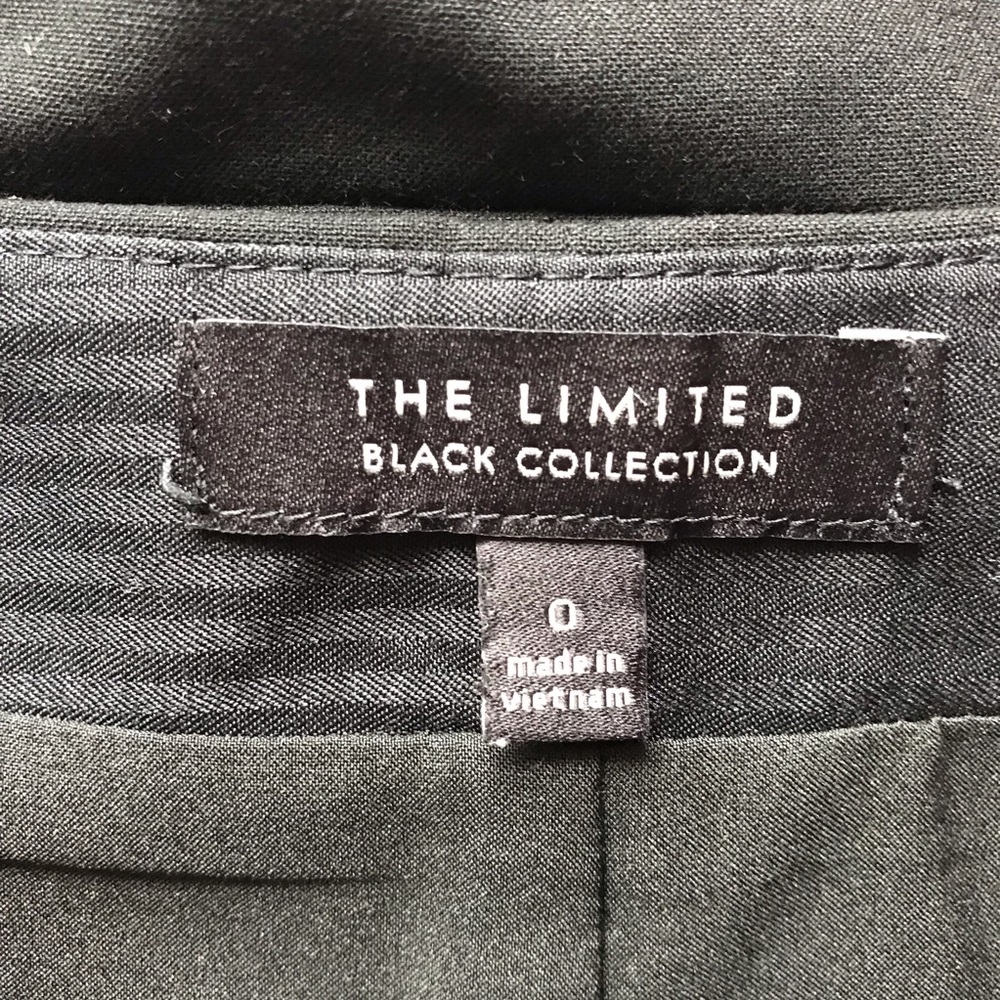 THE LIMITED
BLACK COLLECTION
0
made in
vietnam